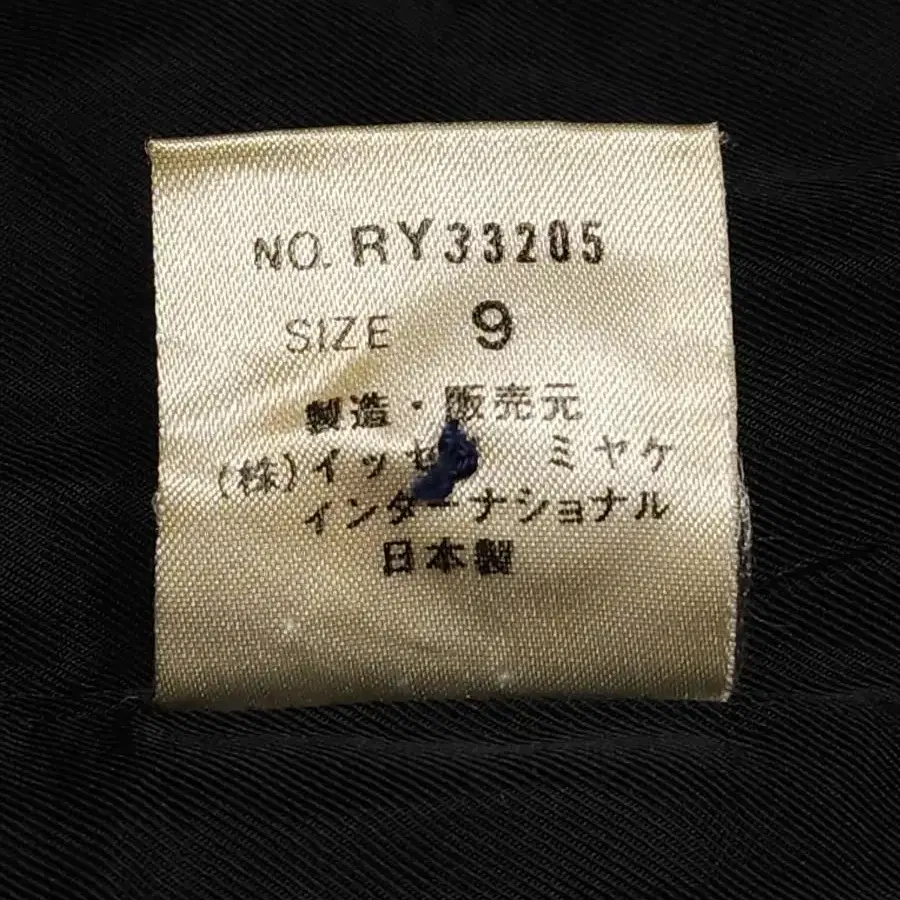 NO. RY33205
SIZE 9
製造・販売元
(株)イッセイ ミヤケ
インターナショナル
日本製